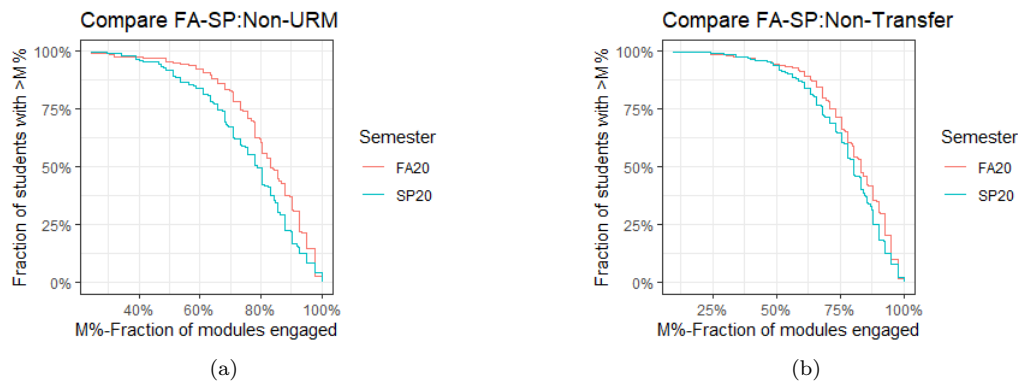 Compare FA-SP:Non-URM
Fraction of students with >M%
100%
75%
50%
25%
0%
40%
60%
80%
100%
M%-Fraction of modules engaged
Semester
FA20
SP20
(a)
Compare FA-SP:Non-Transfer
Fraction of students with >M%
100%
75%
50%
25%
0%
25%
50%
75%
100%
M%-Fraction of modules engaged
Semester
FA20
SP20
(b)